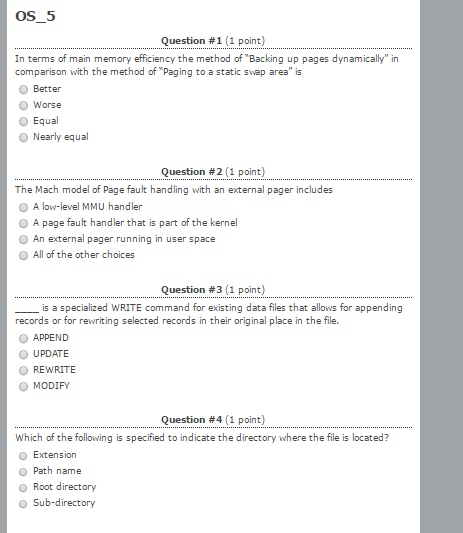 OS_5
Question #1 (1 point)
In terms of main memory efficiency the method of "Backing up pages dynamically" in
comparison with the method of "Paging to a static swap area" is
Better
Worse
Equal
Nearly equal
Question #2 (1 point)
The Mach model of Page fault handling with an external pager includes
A low-level MMU handler
A page fault handler that is part of the kernel
An external pager running in user space
All of the other choices
Question #3 (1 point)
____ is a specialized WRITE command for existing data files that allows for appending
records or for rewriting selected records in their original place in the file.
APPEND
UPDATE
REWRITE
MODIFY
Question #4 (1 point)
Which of the following is specified to indicate the directory where the file is located?
Extension
Path name
Root directory
Sub-directory